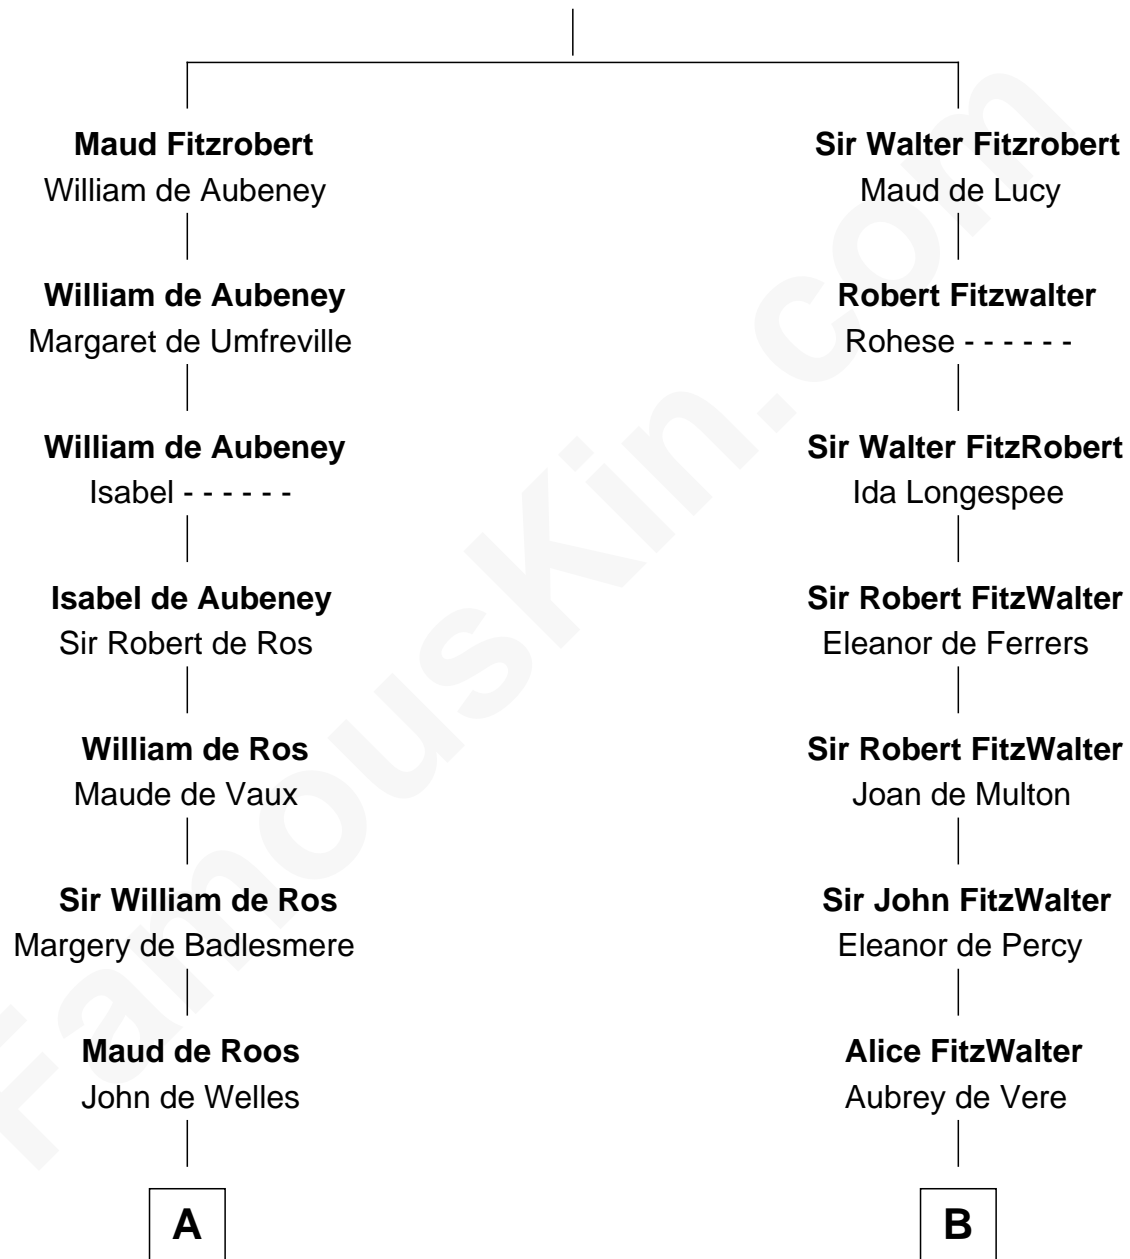 Maud Fitzrobert
William de Aubeney
William de Aubeney
Margaret de Umfreville
William de Aubeney
Isabel - - - - - -
Isabel de Aubeney
Sir Robert de Ros
William de Ros
Maude de Vaux
Sir William de Ros
Margery de Badlesmere
Maud de Roos
John de Welles
A
Sir Walter Fitzrobert
Maud de Lucy
Robert Fitzwalter
Rohese - - - - - -
Sir Walter FitzRobert
Ida Longespee
Sir Robert FitzWalter
Eleanor de Ferrers
Sir Robert FitzWalter
Joan de Multon
Sir John FitzWalter
Eleanor de Percy
Alice FitzWalter
Aubrey de Vere
B
FamousKin.com